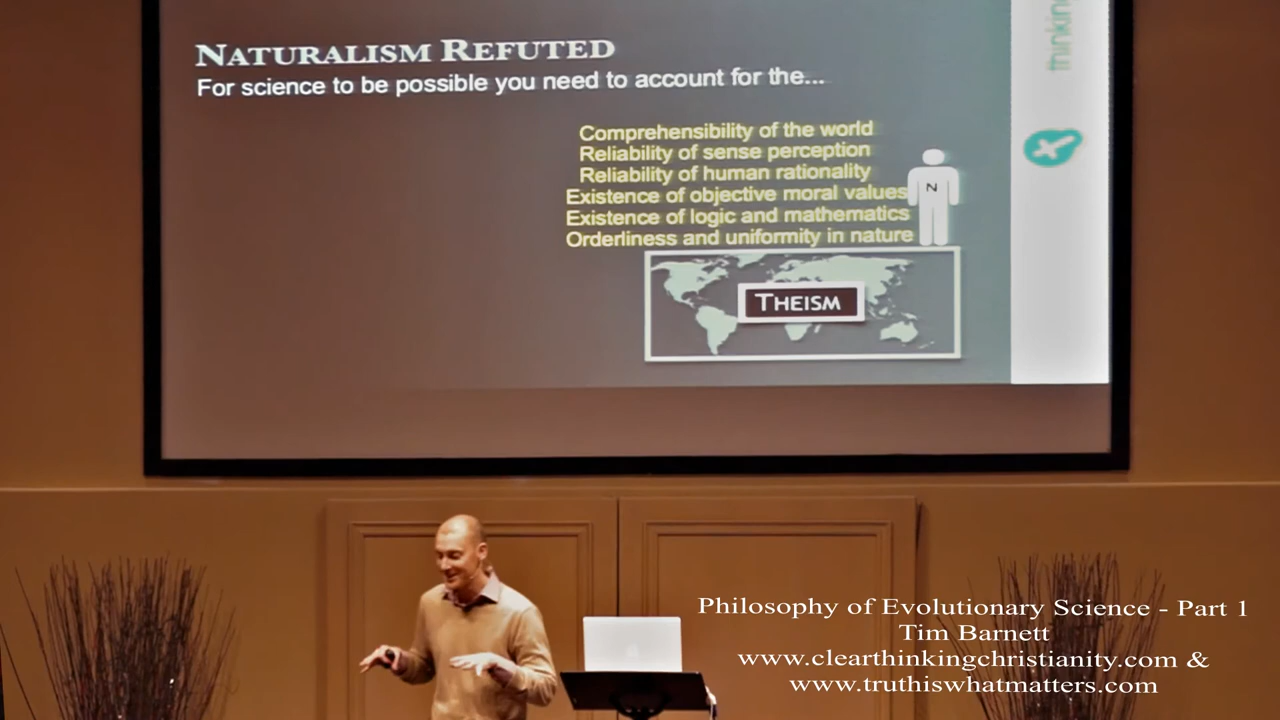 NATURALISM REFUTED
For science to be possible you need to account for the...
thinking
Comprehensibility of the world
Reliability of sense perception
Reliability of human rationality
Existence of objective moral values
Existence of logic and mathematics
Orderliness and uniformity in nature
N
THEISM
Philosophy of Evolutionary Science - Part 1
Tim Barnett
www.clearthinkingchristianity.com &
www.truthiswhatmatters.com